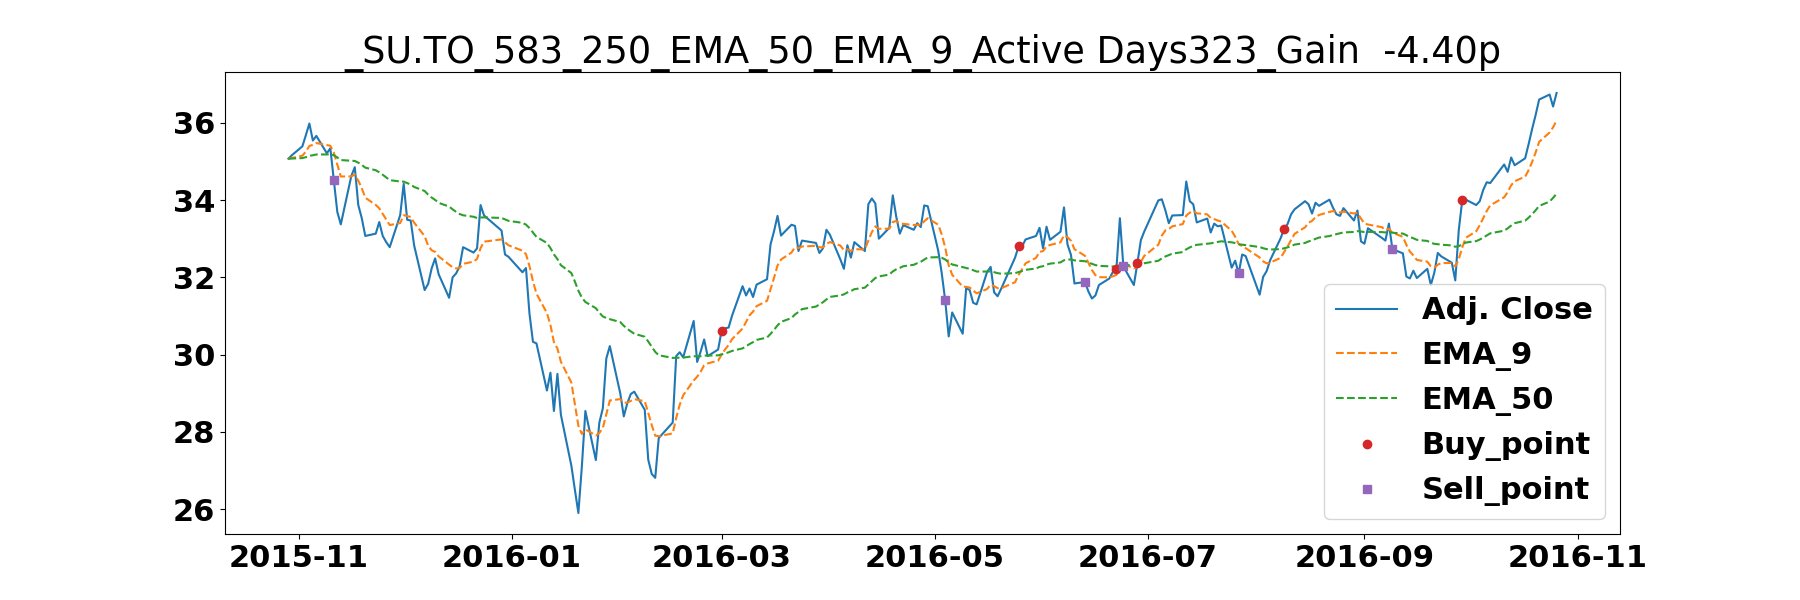 _SU.TO_583_250_EMA_50_EMA_9_Active Days323_Gain  -4.40p
36
34
32
30
28
26
2015-11
2016-01
2016-03
2016-05
2016-07
2016-09
2016-11
Adj. Close
EMA_9
EMA_50
Buy_point
Sell_point